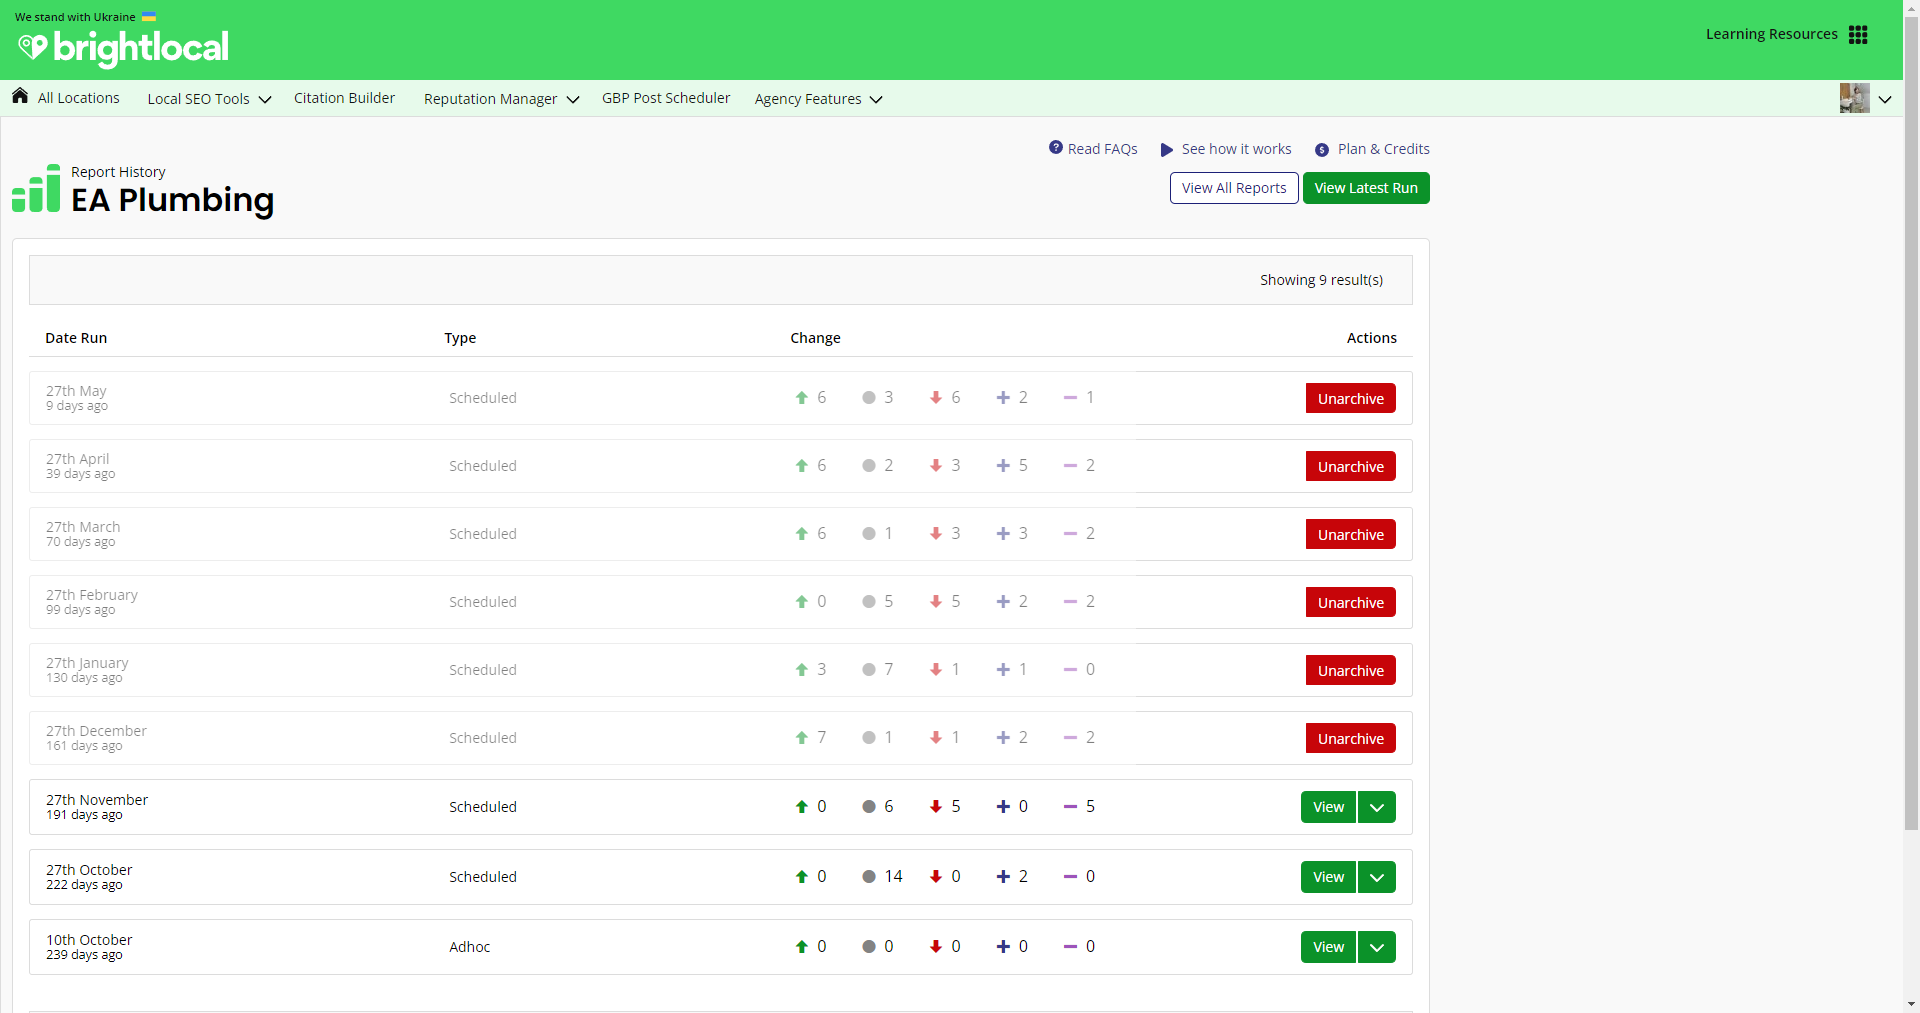 We stand with Ukraine
brightlocal
Learning Resources
All Locations
Local SEO Tools
Citation Builder
Reputation Manager
GBP Post Scheduler
Agency Features
Read FAQs
See how it works
Plan & Credits
Report History
EA Plumbing
View All Reports
View Latest Run
Showing 9 result(s)
Date Run Type Change Actions
27th May
9 days ago
Scheduled 6 3 6 2 1 Unarchive
27th April
39 days ago
Scheduled 6 2 3 5 2 Unarchive
27th March
70 days ago
Scheduled 6 1 3 3 2 Unarchive
27th February
99 days ago
Scheduled 0 5 5 2 2 Unarchive
27th January
130 days ago
Scheduled 3 7 1 1 0 Unarchive
27th December
161 days ago
Scheduled 7 1 1 2 2 Unarchive
27th November
191 days ago
Scheduled 0 6 5 0 5 View
27th October
222 days ago
Scheduled 0 14 0 2 0 View
10th October
239 days ago
Adhoc 0 0 0 0 0 View